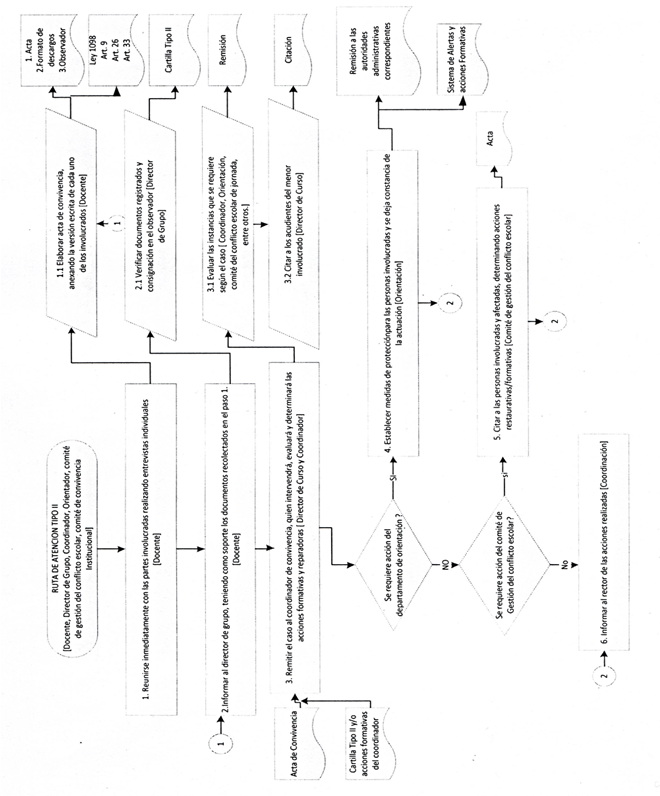 RUTA DE ATENCION TIPO II
[Docente, Director de Grupo, Coordinador, Orientador, comité
de gestión del conflicto escolar, comité de convivencia
Institucional]
1. Reunirse inmediatamente con las partes involucradas realizando entrevistas individuales
[Docente]
1.1 Elaborar acta de convivencia,
anexando la versión escrita de cada uno
de los involucrados [Docente]
1. Acta
2.Formato de
descargos
3.Observador
Ley 1098
Art. 9
Art. 26
Art. 33
1
1
2.Informar al director de grupo, teniendo como soporte los documentos recolectados en el paso 1.
[Docente]
2.1 Verificar documentos registrados y
consignación en el observador [Director
de Grupo]
Cartilla Tipo II
Acta de Convivencia
Cartilla Tipo II y/o
acciones formativas
del coordinador
3. Remitir el caso al coordinador de convivencia, quien intervendrá, evaluará y determinará las
acciones formativas y reparadoras [ Director de Curso y Coordinador]
3.1 Evaluar las instancias que se requiere
según el caso [ Coordinador, Orientación,
comité del conflicto escolar de jornada,
entre otros.]
Remisión
3.2 Citar a los acudientes del menor
involucrado [Director de Curso]
Citación
Se requiere acción del
departamento de orientación ?
SI
4. Establecer medidas de protecciónpara las personas involucradas y se deja constancia de
la actuación [Orientación]
Remisión a las
autoridades
administrativas
correspondientes
Sistema de Alertas y
acciones Formativas
2
NO
Se requiere acción del comité de
Gestión del conflicto escolar?
si
5. Citar a las personas involucradas y afectadas, determinando acciones
restaurativas/formativas [Comité de gestión del conflicto escolar]
Acta
2
No
2
6. Informar al rector de las acciones realizadas [Coordinación]